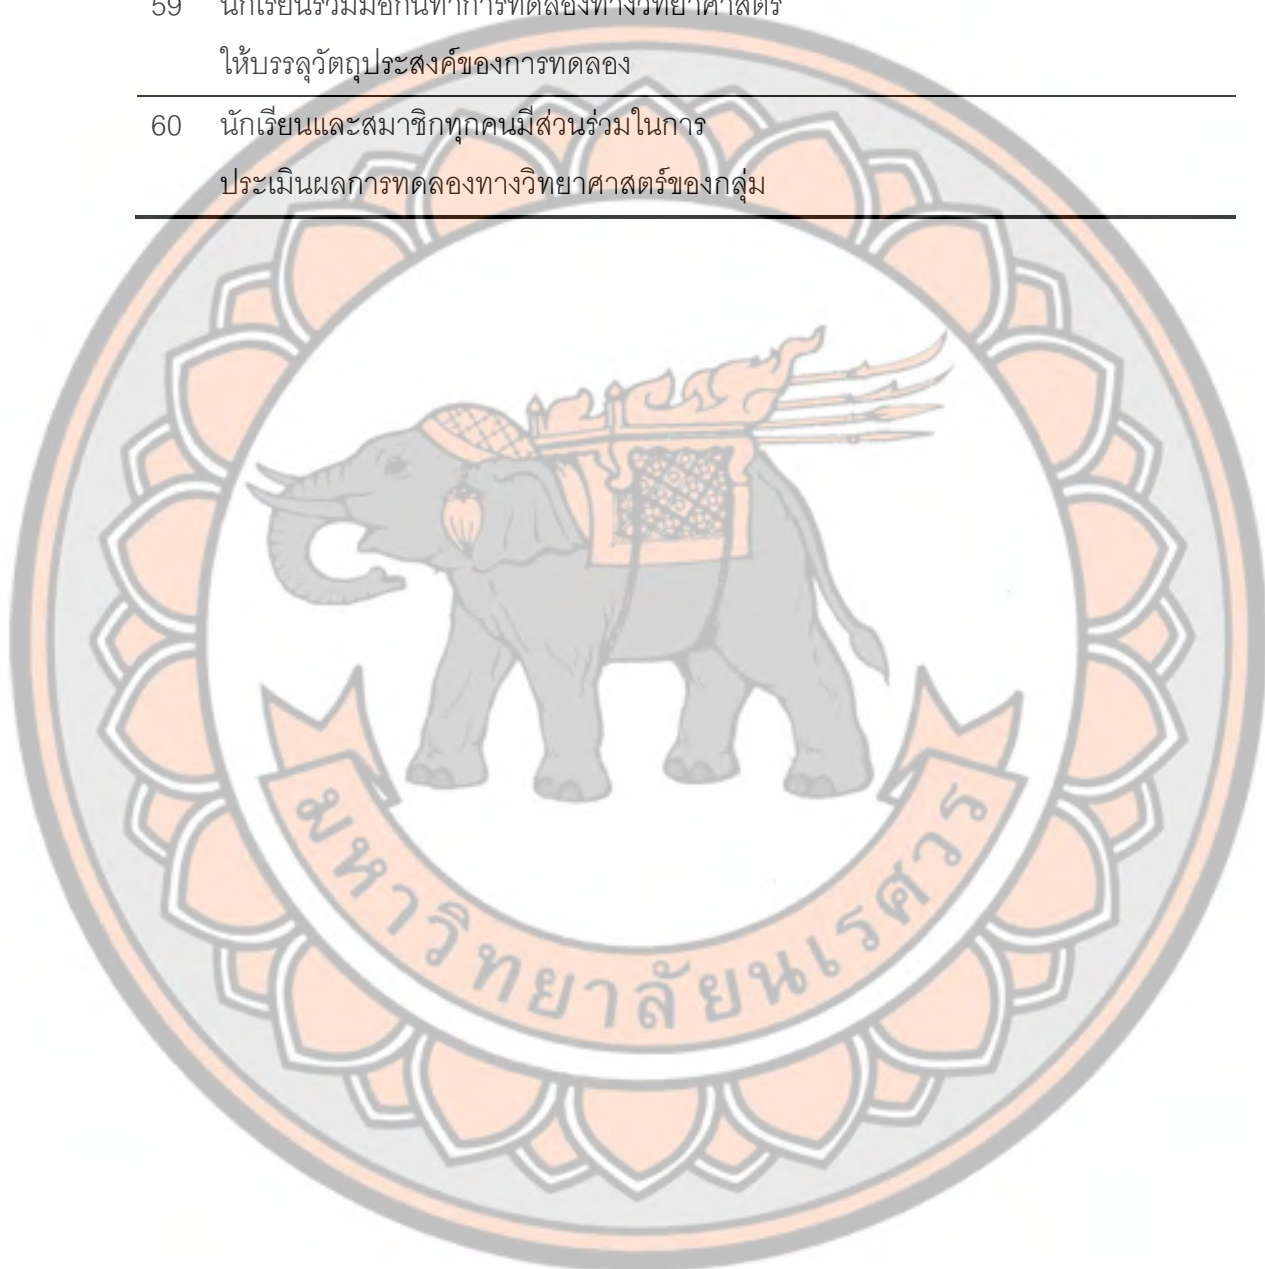 59 นักเรียนร่วมมือกันทำการทดลองทางวิทยาศาสตร์
ให้บรรลุวัตถุประสงค์ของการทดลอง
60 นักเรียนและสมาชิกทุกคนมีส่วนร่วมในการ
ประเมินผลการทดลองทางวิทยาศาสตร์ของกลุ่ม
มหาวิทยาลัยนเรศวร